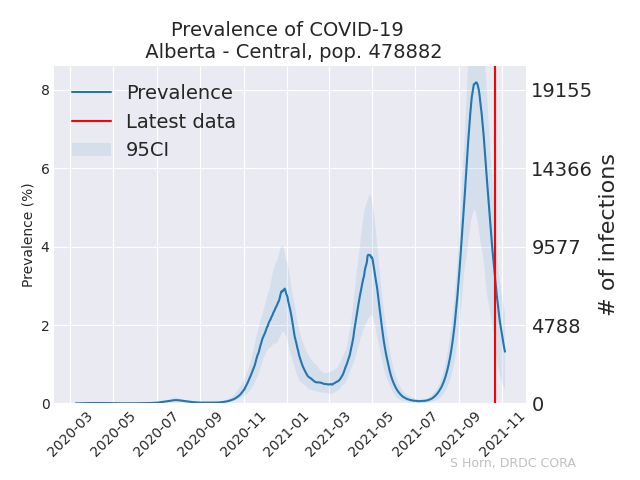 Prevalence of COVID-19
Alberta - Central, pop. 478882
Prevalence
Latest data
95CI
Prevalence (%)
8
6
4
2
0
19155
14366
9577
4788
0
# of infections
2020-03
2020-05
2020-07
2020-09
2020-11
2021-01
2021-03
2021-05
2021-07
2021-09
2021-11
S Horn, DRDC CORA